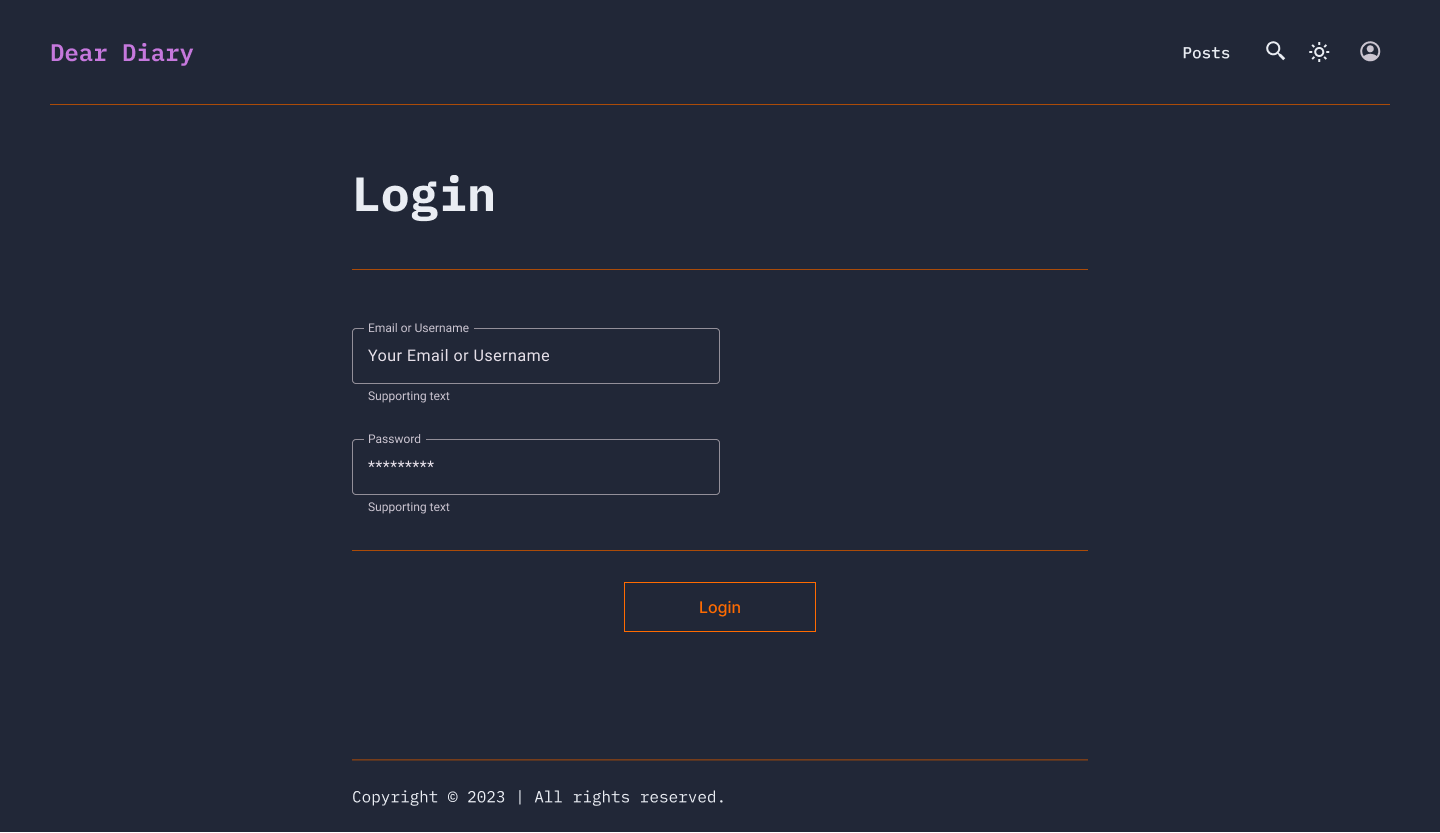 Dear Diary
Posts
Login
Email or Username
Your Email or Username
Supporting text
Password
*********
Supporting text
Login
Copyright © 2023 | All rights reserved.